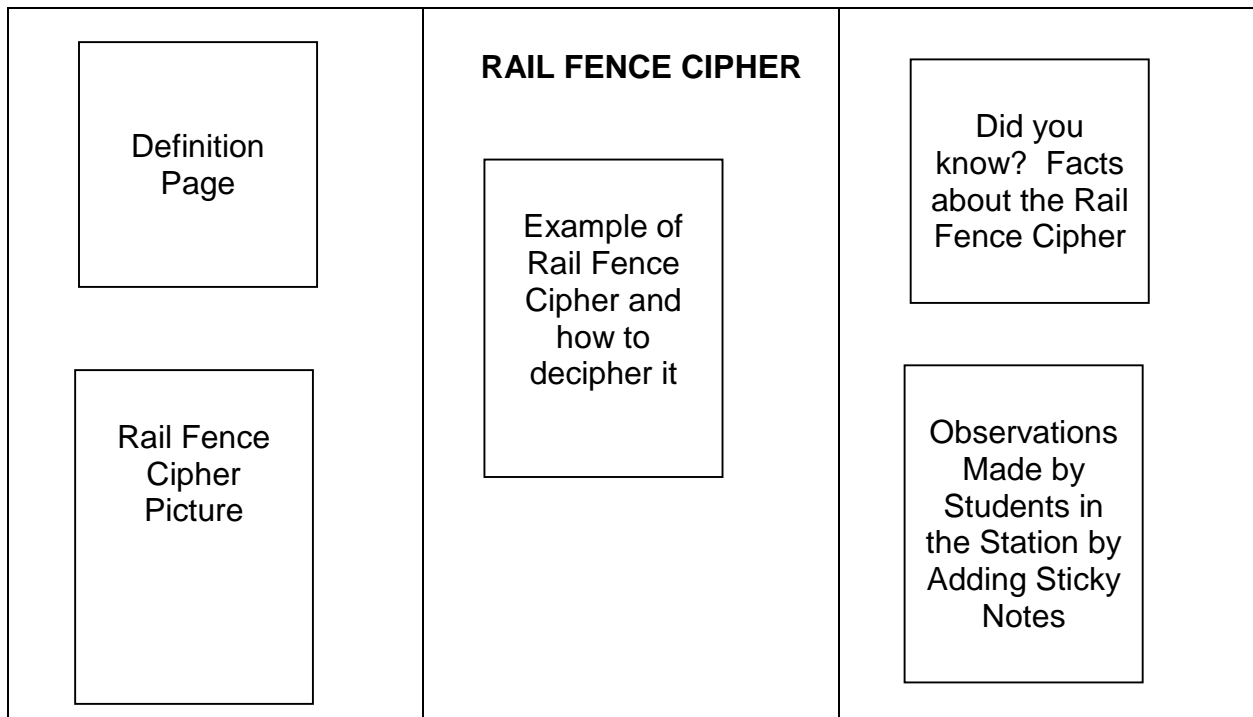 Definition
Page
Rail Fence
Cipher
Picture
RAIL FENCE CIPHER
Example of
Rail Fence
Cipher and
how to
decipher it
Did you
know?  Facts
about the Rail
Fence Cipher
Observations
Made by
Students in
the Station by
Adding Sticky
Notes